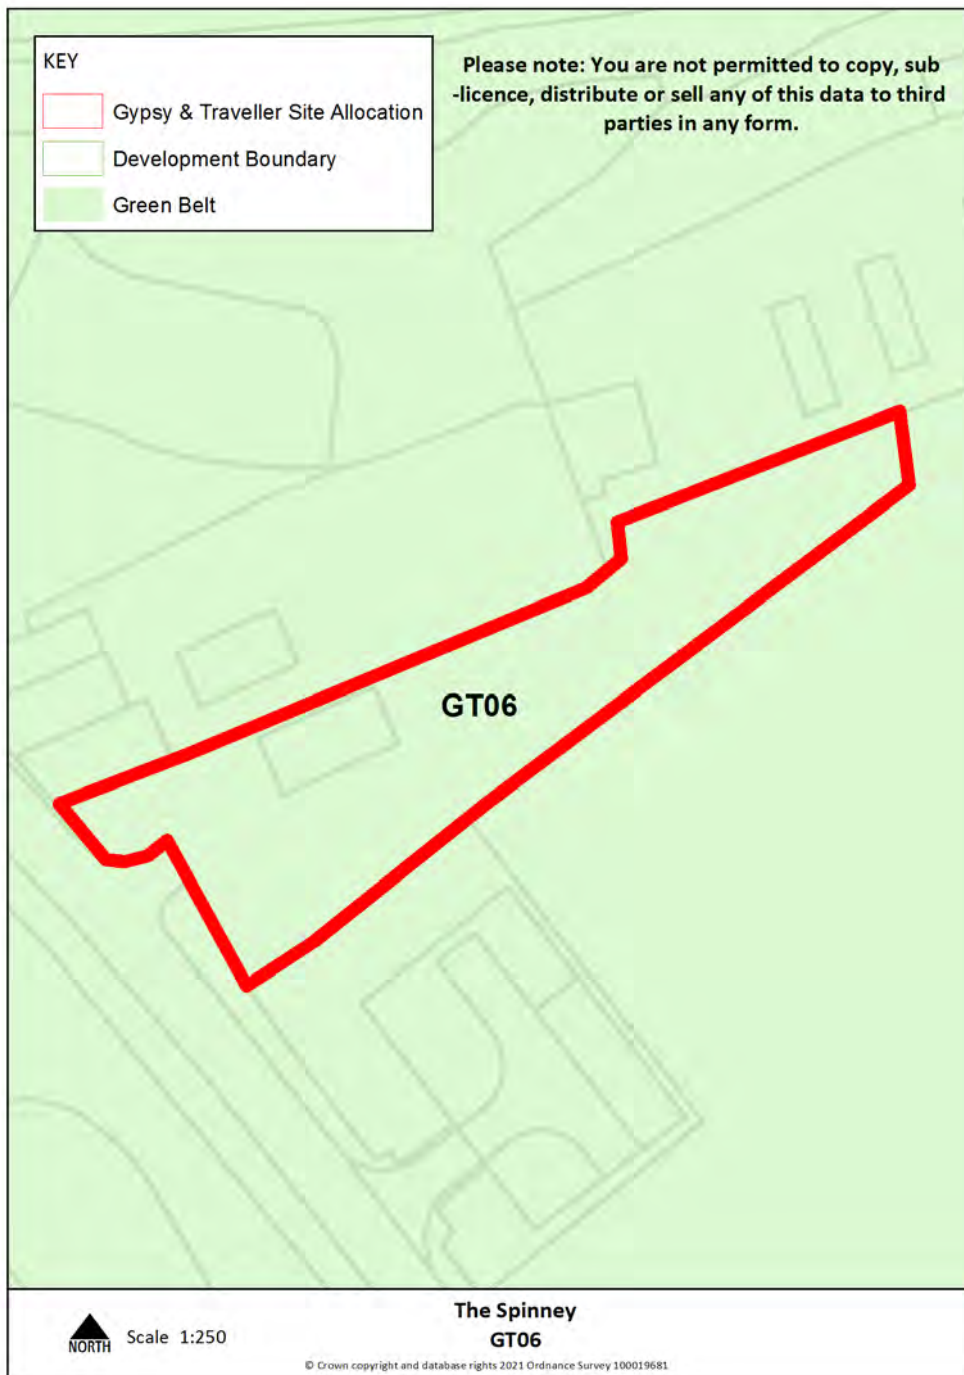 KEY
Gypsy & Traveller Site Allocation
Development Boundary
Green Belt
Please note: You are not permitted to copy, sub
-licence, distribute or sell any of this data to third
parties in any form.
GT06
NORTH
Scale 1:250
The Spinney
GT06
© Crown copyright and database rights 2021 Ordnance Survey 100019681